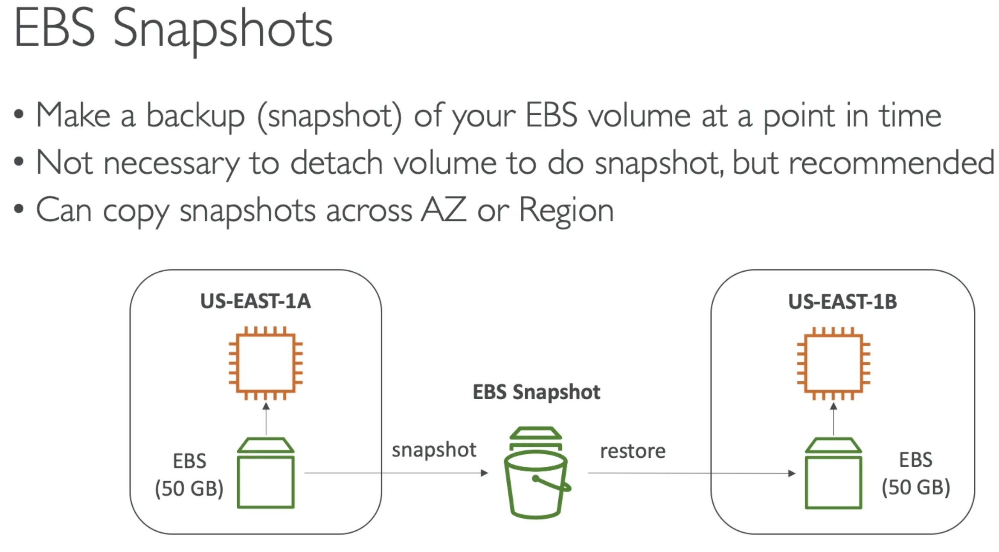 EBS Snapshots
• Make a backup (snapshot) of your EBS volume at a point in time
• Not necessary to detach volume to do snapshot, but recommended
• Can copy snapshots across AZ or Region
US-EAST-1A
US-EAST-1B
EBS Snapshot
snapshot
restore
EBS
(50 GB)
EBS
(50 GB)